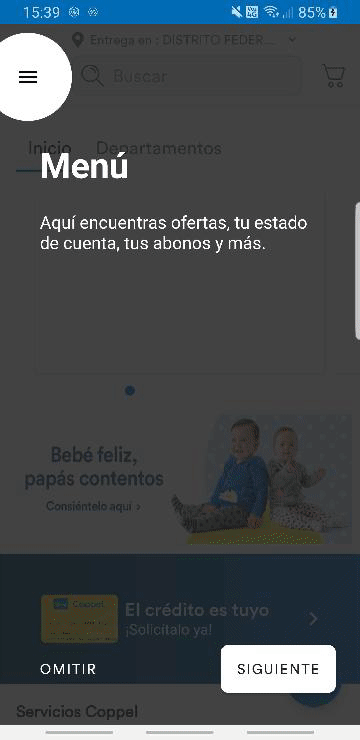 15:39
85%
Entrega en : DISTRITO FEDER...
Buscar
Inicio
Departamentos
Menú
Aquí encuentras ofertas, tu estado
de cuenta, tus abonos y más.
Bebé feliz,
papás contentos
Consiéntelo aquí ›
Coppel
El crédito es tuyo
¡Solicítalo ya!
OMITIR
SIGUIENTE
Servicios Coppel